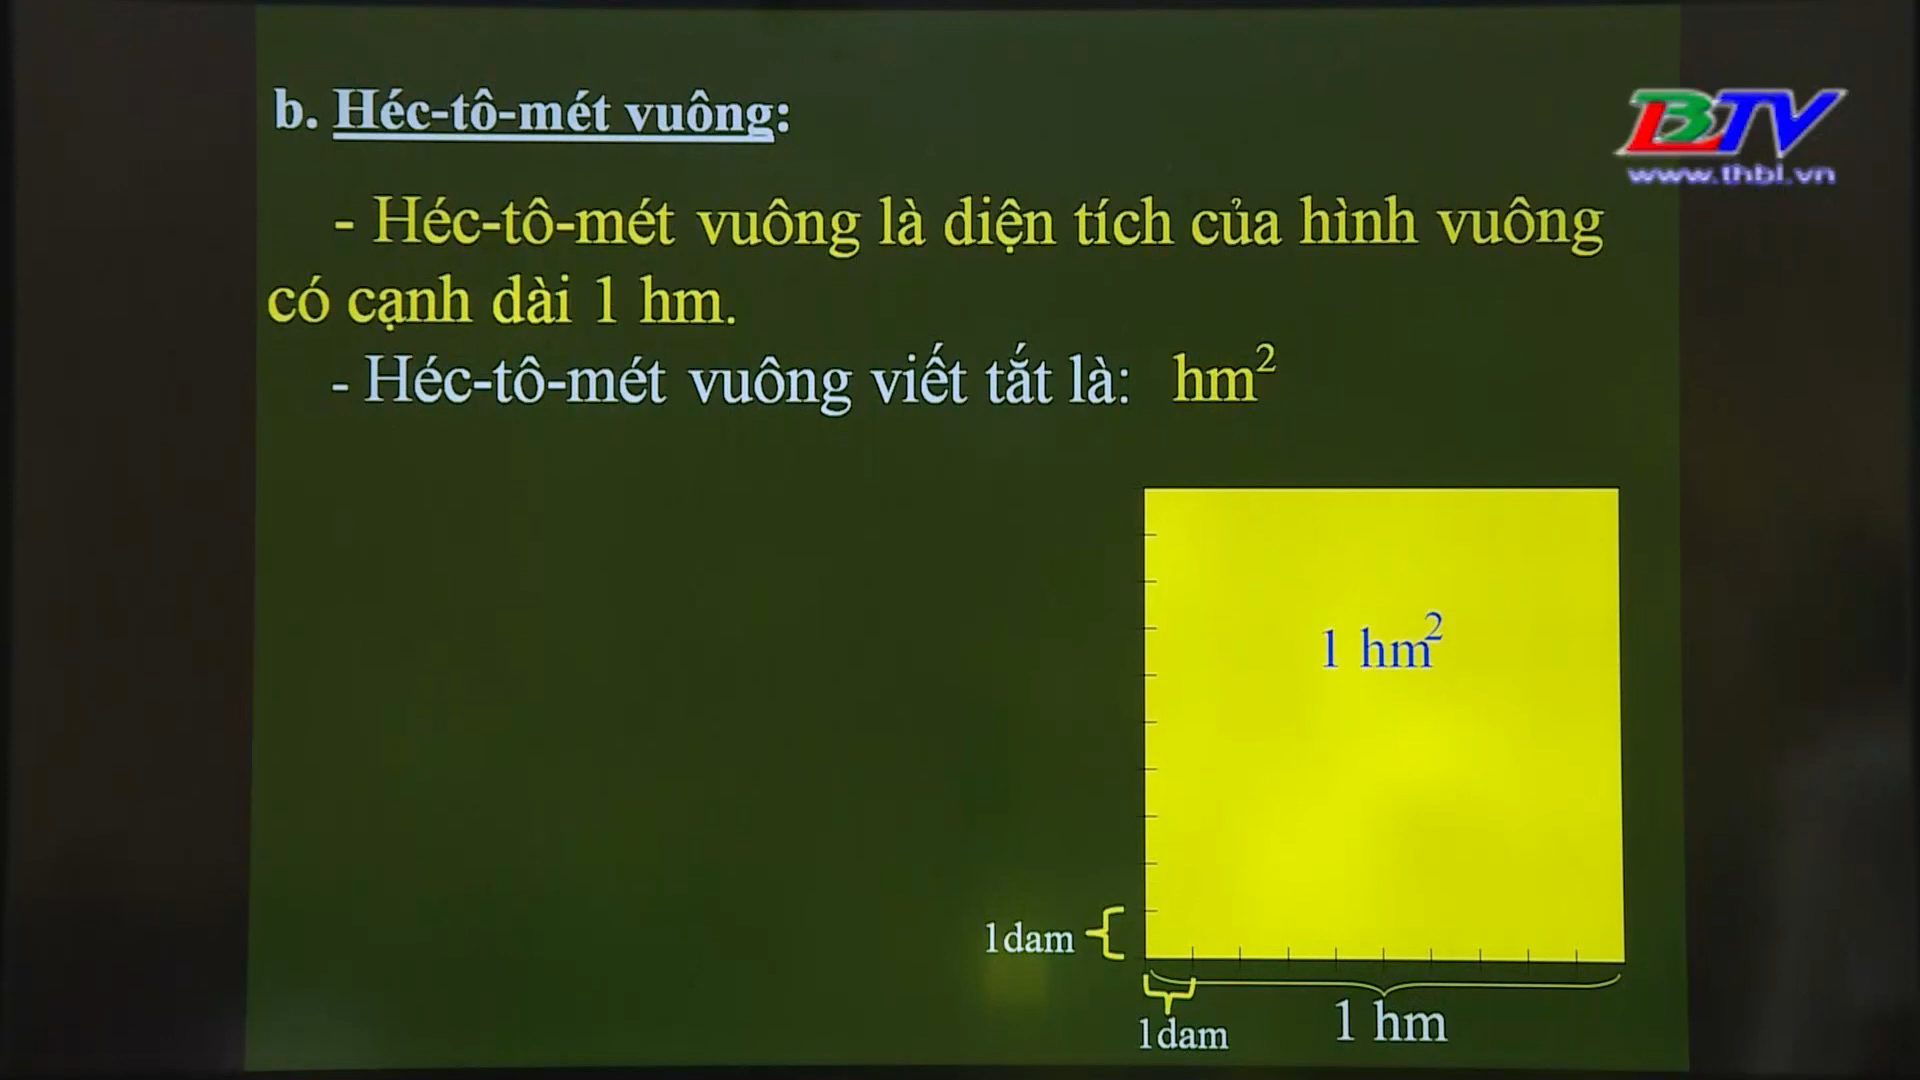 b. Héc-tô-mét vuông:
BTV
www.thbl.vn
- Héc-tô-mét vuông là diện tích của hình vuông
có cạnh dài 1 hm.
- Héc-tô-mét vuông viết tắt là: hm²
1 hm²
1dam
1dam
1 hm